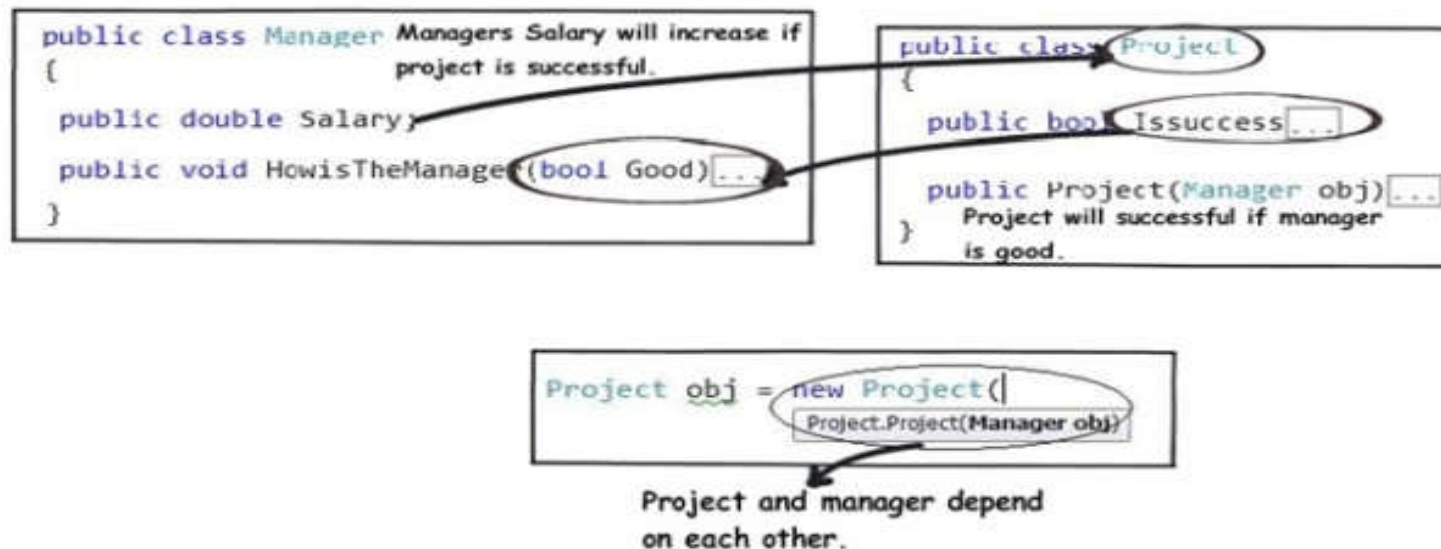 public class Manager Managers Salary will increase if
{ project is successful.
public double Salary;
public void HowisTheManager(bool Good)...
}
public class Project
{
public bool Issuccess...
public Project(Manager obj)...
Project will successful if manager
} is good.
Project obj = new Project(
Project.Project(Manager obj)
Project and manager depend
on each other.